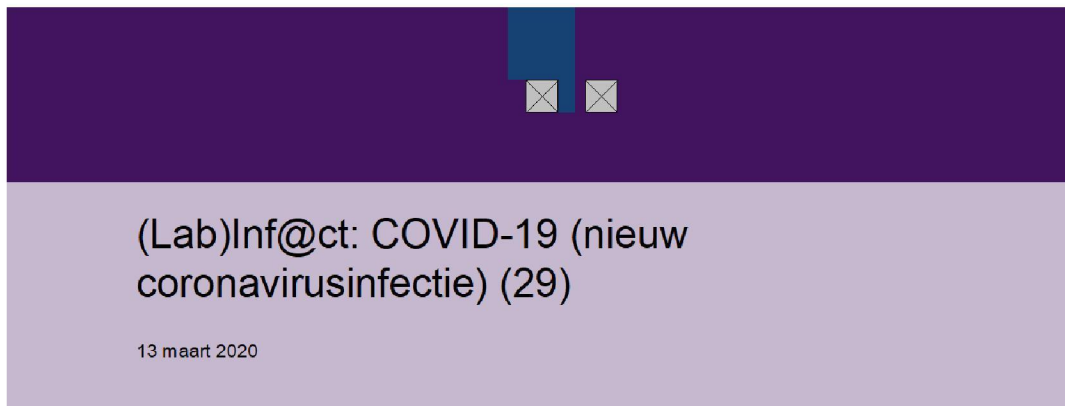 (Lab)Inf@ct: COVID-19 (nieuw
coronavirusinfectie) (29)
13 maart 2020